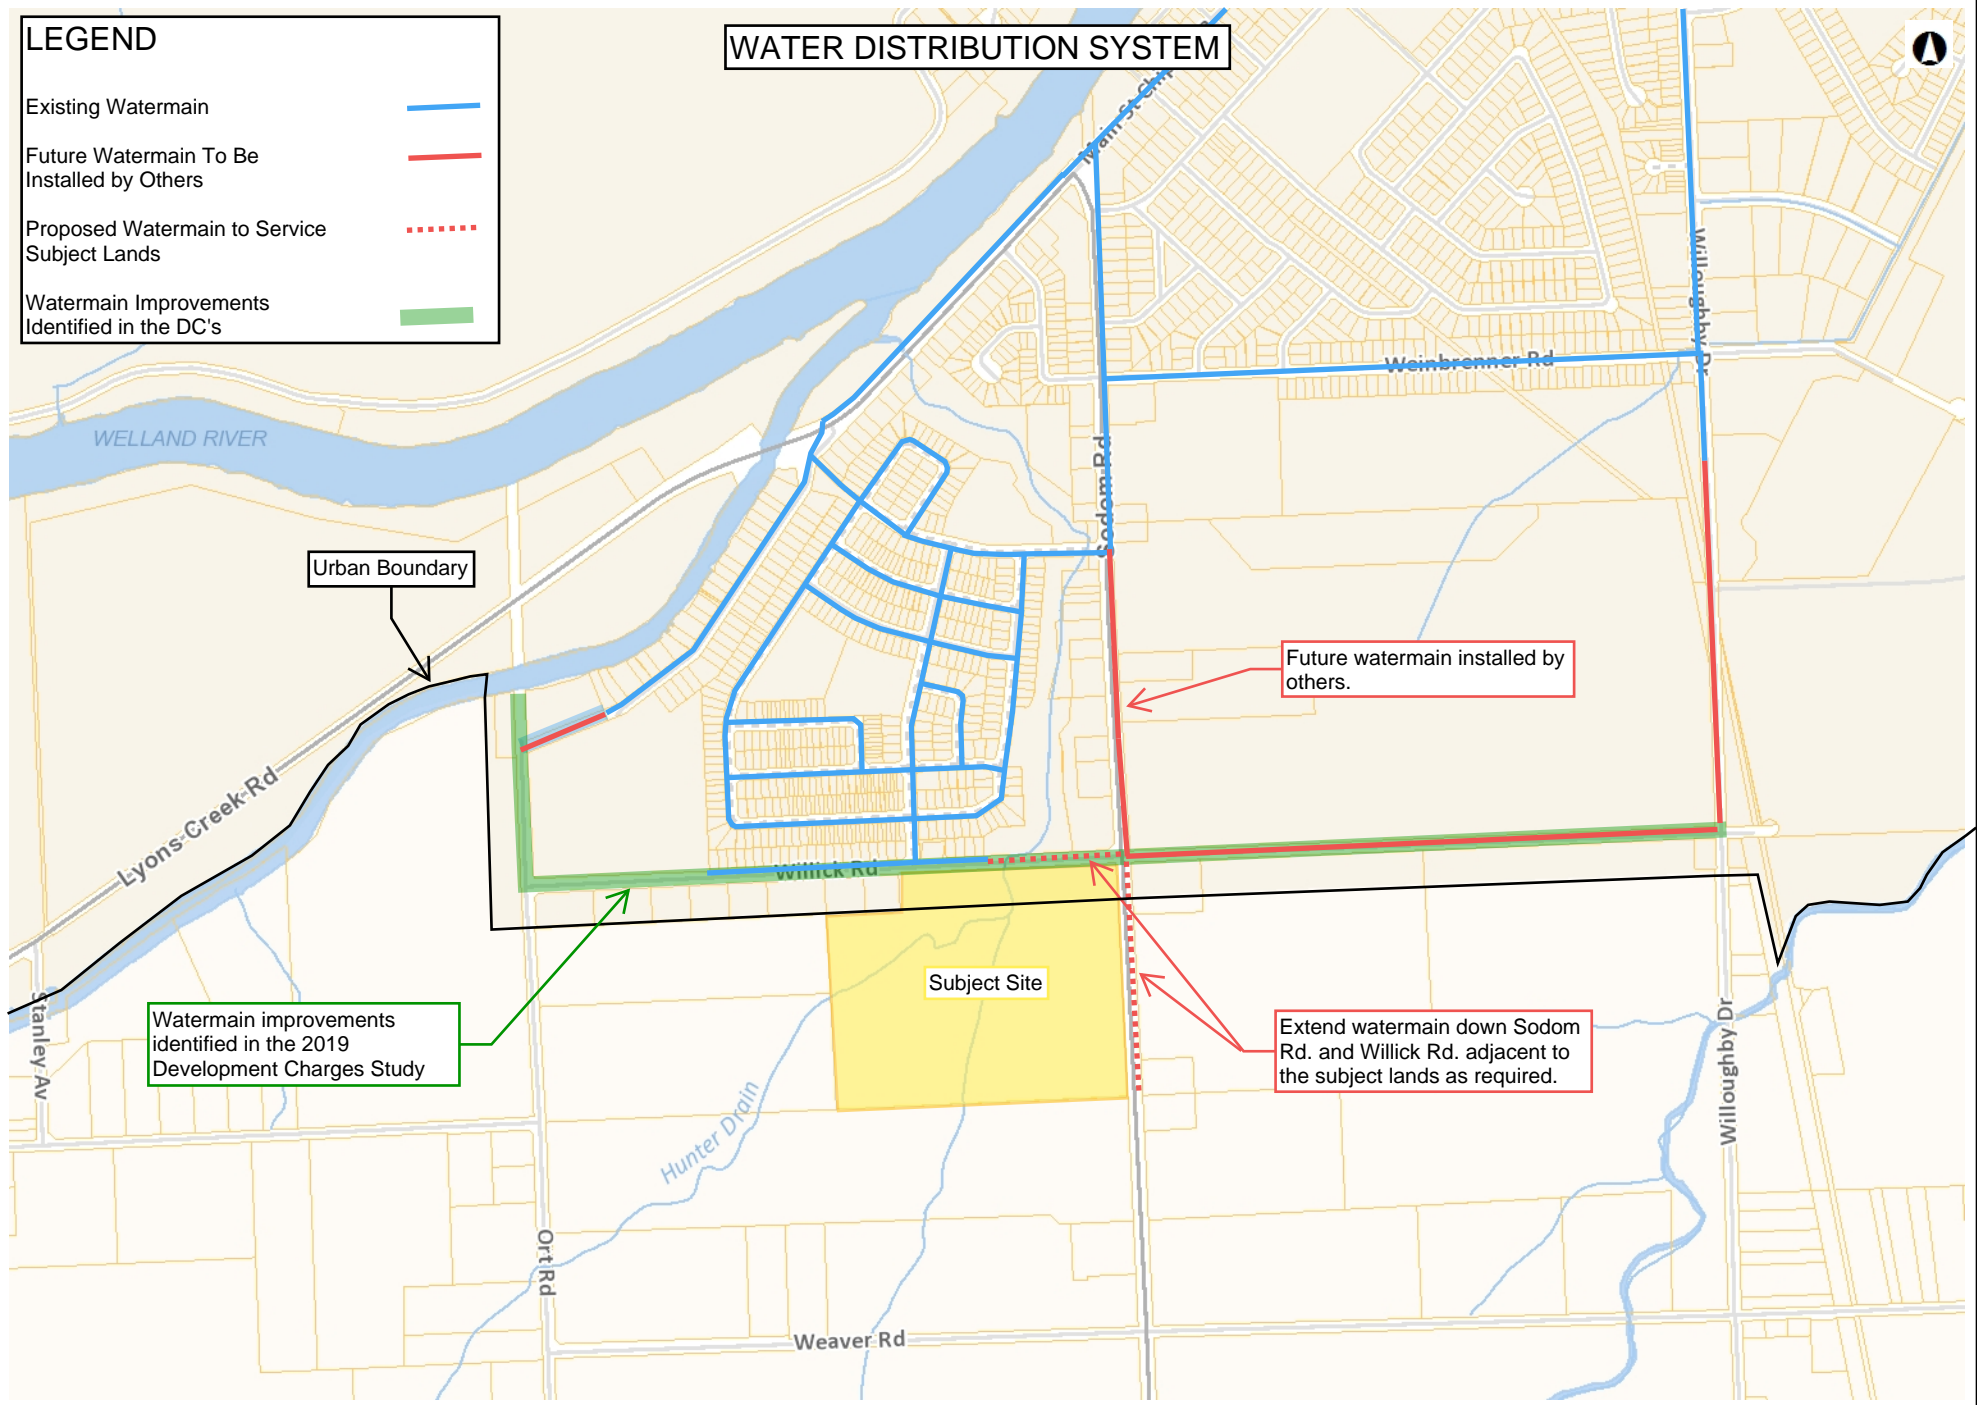 LEGEND
Existing Watermain
Future Watermain To Be
Installed by Others
Proposed Watermain to Service
Subject Lands
Watermain Improvements
Identified in the DC's
WATER DISTRIBUTION SYSTEM
Main St
WELLAND RIVER
Willoughby Dr
Weinbrenner Rd
Sodom Rd
Urban Boundary
Future watermain installed by
others.
Lyons Creek Rd
Willick Rd
Subject Site
Stanley Av
Watermain improvements
identified in the 2019
Development Charges Study
Extend watermain down Sodom
Rd. and Willick Rd. adjacent to
the subject lands as required.
Willoughby Dr
Hunter Drain
Ort Rd
Weaver Rd